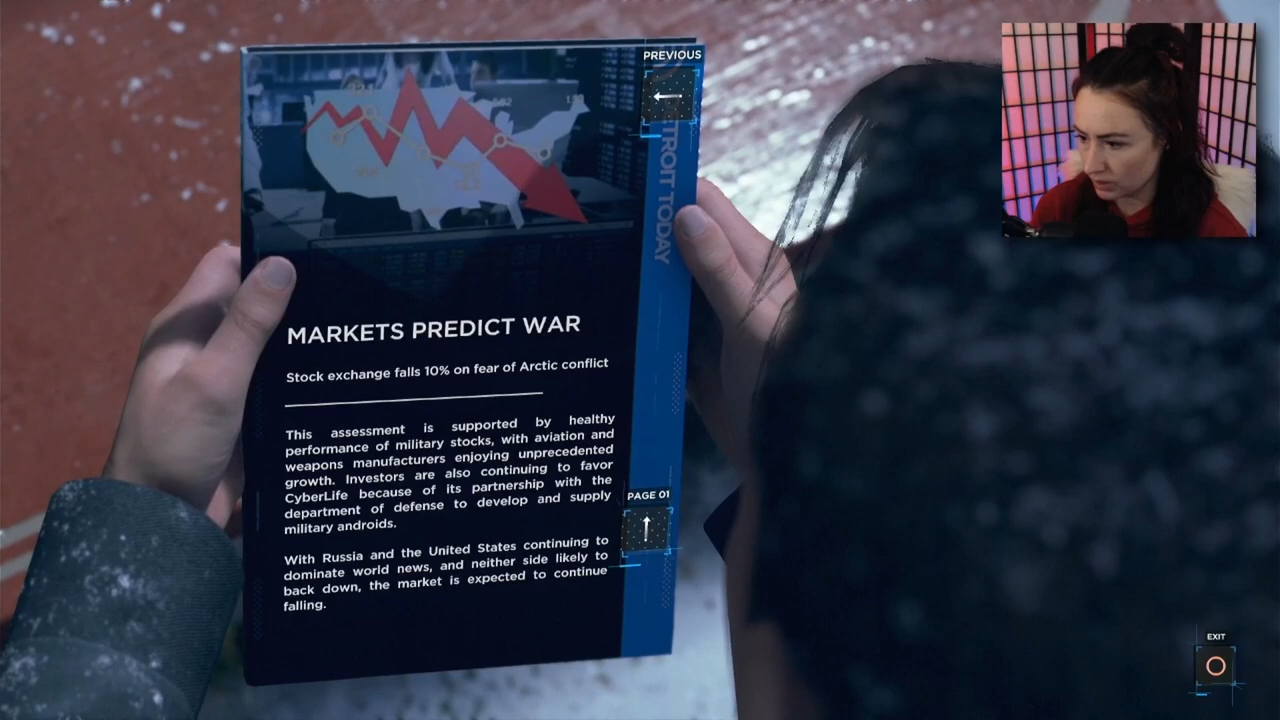 PREVIOUS
TROIT TODAY
MARKETS PREDICT WAR
Stock exchange falls 10% on fear of Arctic conflict
This assessment is supported by healthy
performance of military stocks, with aviation and
weapons manufacturers enjoying unprecedented
growth. Investors are also continuing to favor
CyberLife because of its partnership with the
department of defense to develop and supply
military androids.
PAGE 01
With Russia and the United States continuing to
dominate world news, and neither side likely to
back down, the market is expected to continue
falling.
EXIT